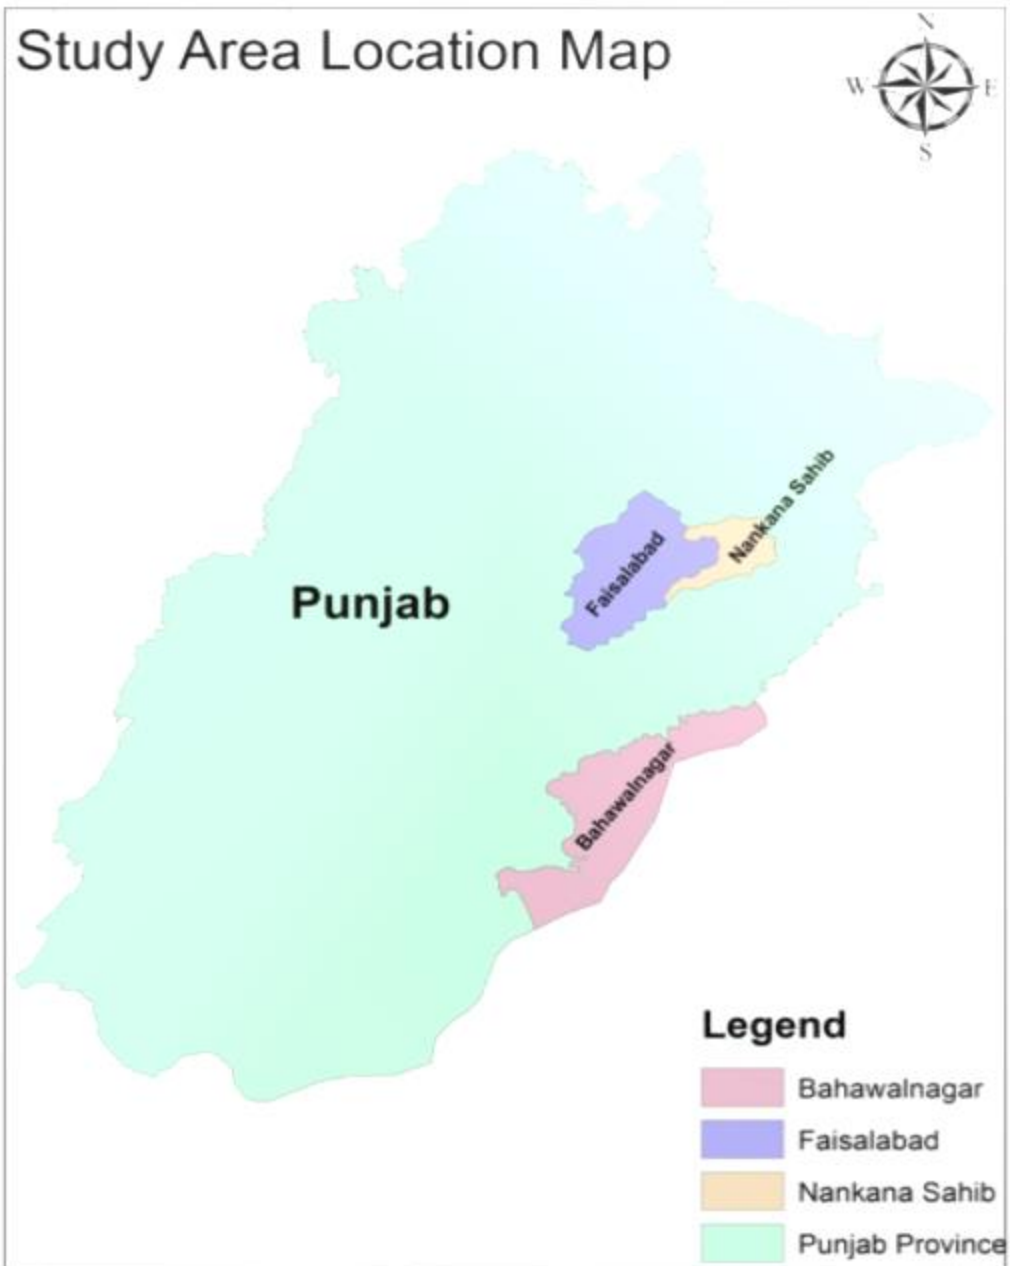 Study Area Location Map
N
W E
S
Nankana Sahib
Faisalabad
Punjab
Bahawalnagar
Legend
Bahawalnagar
Faisalabad
Nankana Sahib
Punjab Province